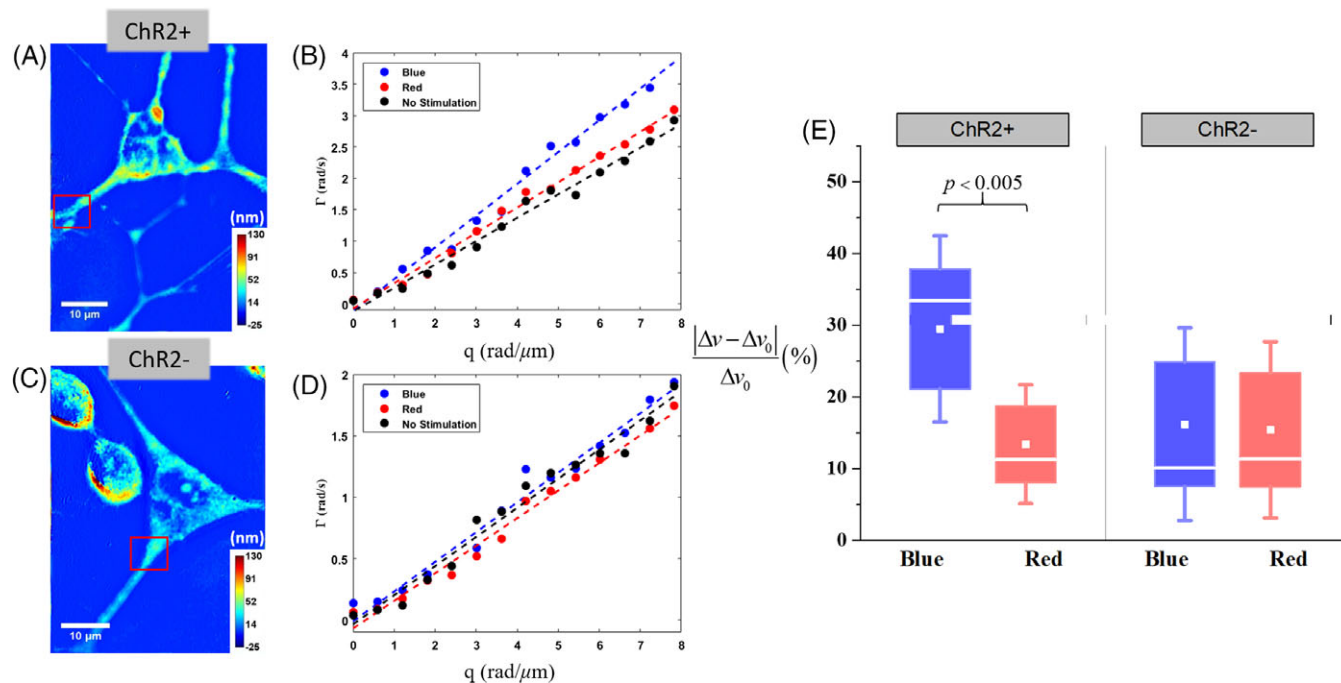 ChR2+
(A)
(nm)
130
91
52
14
-25
10 µm
(B)
4
3.5
3
2.5
2
1.5
1
0.5
0
Γ (rad/s)
Blue
Red
No Stimulation
0 1 2 3 4 5 6 7 8
q (rad/µm)
ChR2-
(C)
(nm)
130
91
52
14
-25
10 µm
(D)
2
1.5
1
0.5
0
Γ (rad/s)
Blue
Red
No Stimulation
0 1 2 3 4 5 6 7 8
q (rad/µm)
(E)
ChR2+ ChR2-
|Δv − Δv₀|
Δv₀
(%)
50
40
30
20
10
0
p < 0.005
Blue Red Blue Red